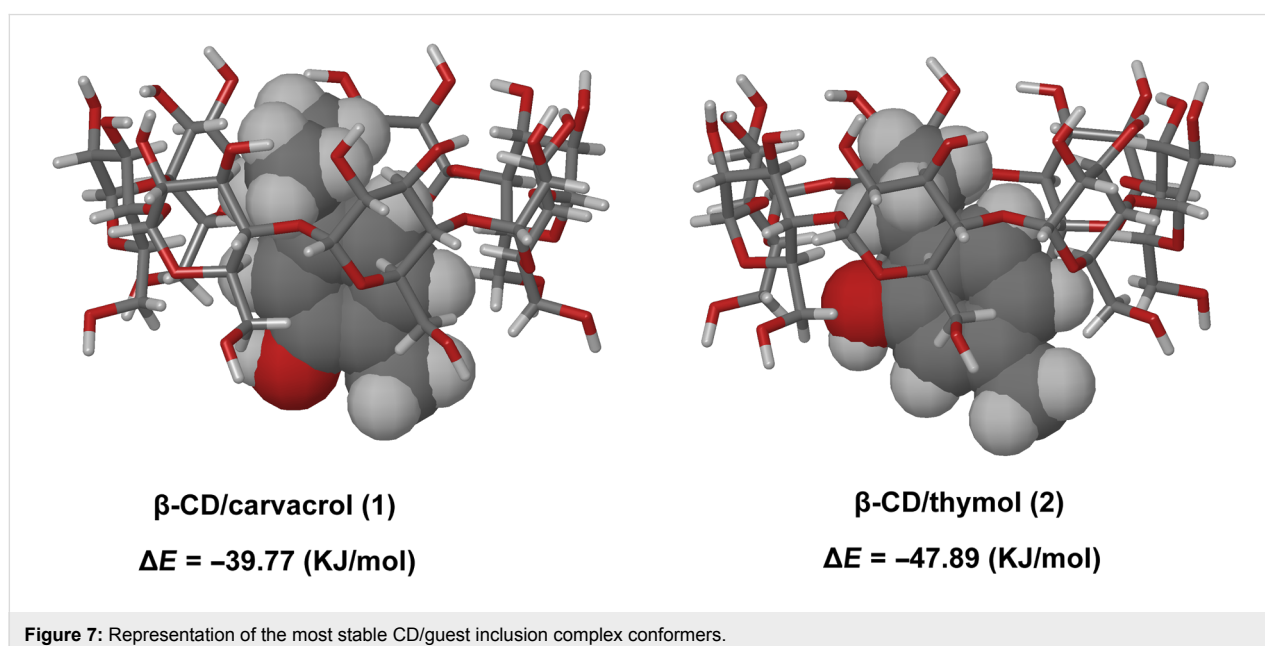 β-CD/carvacrol (1)
ΔE = −39.77 (KJ/mol)
β-CD/thymol (2)
ΔE = −47.89 (KJ/mol)
Figure 7: Representation of the most stable CD/guest inclusion complex conformers.